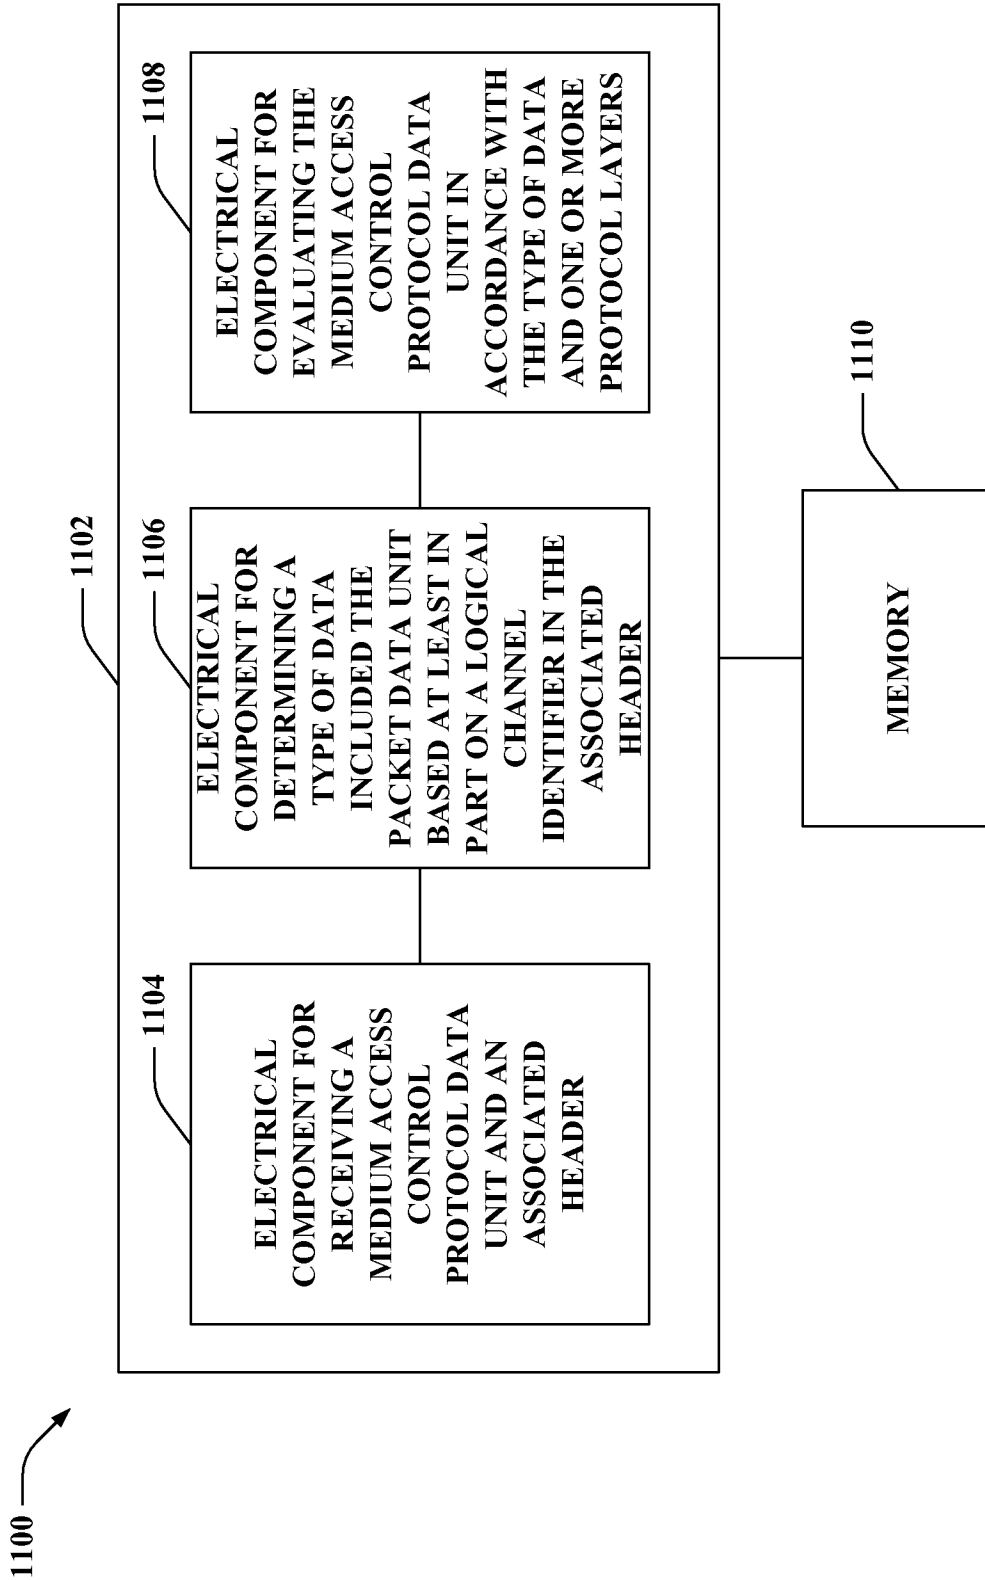 1100
1102
1104
ELECTRICAL
COMPONENT FOR
RECEIVING A
MEDIUM ACCESS
CONTROL
PROTOCOL DATA
UNIT AND AN
ASSOCIATED
HEADER
1106
ELECTRICAL
COMPONENT FOR
DETERMINING A
TYPE OF DATA
INCLUDED THE
PACKET DATA UNIT
BASED AT LEAST IN
PART ON A LOGICAL
CHANNEL
IDENTIFIER IN THE
ASSOCIATED
HEADER
1108
ELECTRICAL
COMPONENT FOR
EVALUATING THE
MEDIUM ACCESS
CONTROL
PROTOCOL DATA
UNIT IN
ACCORDANCE WITH
THE TYPE OF DATA
AND ONE OR MORE
PROTOCOL LAYERS
1110
MEMORY